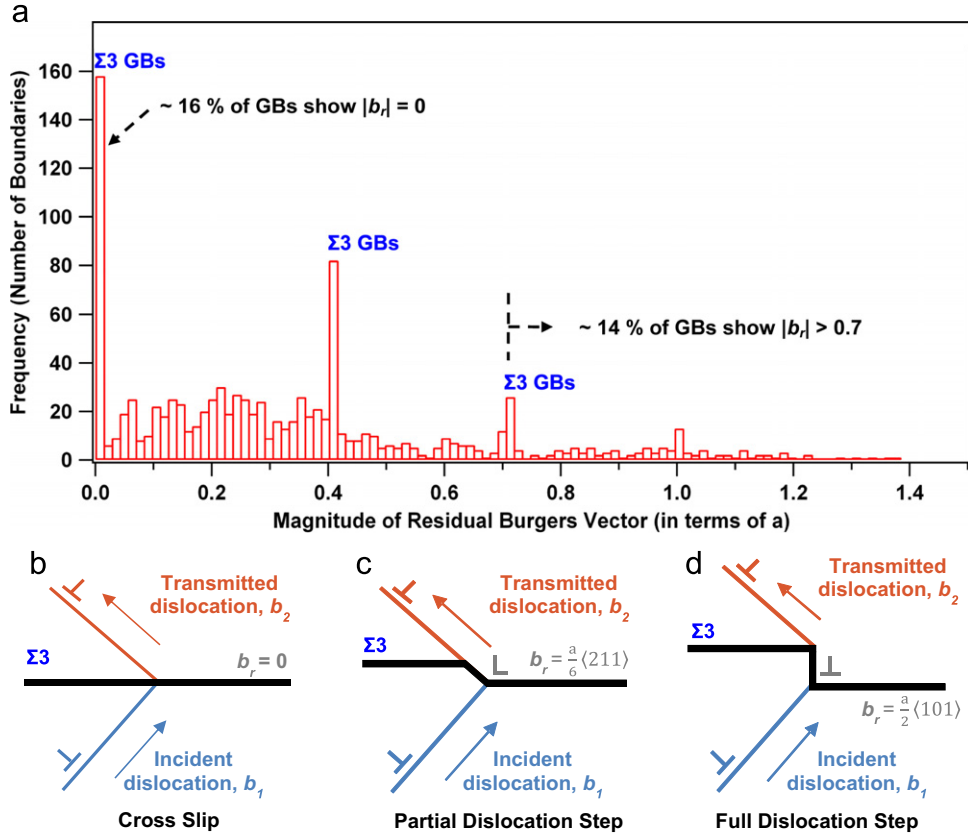 a
Σ3 GBs
~ 16 % of GBs show |bᵣ| = 0
Σ3 GBs
~ 14 % of GBs show |bᵣ| > 0.7
Σ3 GBs
Frequency (Number of Boundaries)
160
140
120
100
80
60
40
20
0
0.0 0.2 0.4 0.6 0.8 1.0 1.2 1.4
Magnitude of Residual Burgers Vector (in terms of a)
b
Transmitted
dislocation, b₂
Σ3
bᵣ = 0
Incident
dislocation, b₁
Cross Slip
c
Transmitted
dislocation, b₂
Σ3
bᵣ = a/6 ⟨211⟩
Incident
dislocation, b₁
Partial Dislocation Step
d
Transmitted
dislocation, b₂
Σ3
bᵣ = a/2 ⟨101⟩
Incident
dislocation, b₁
Full Dislocation Step